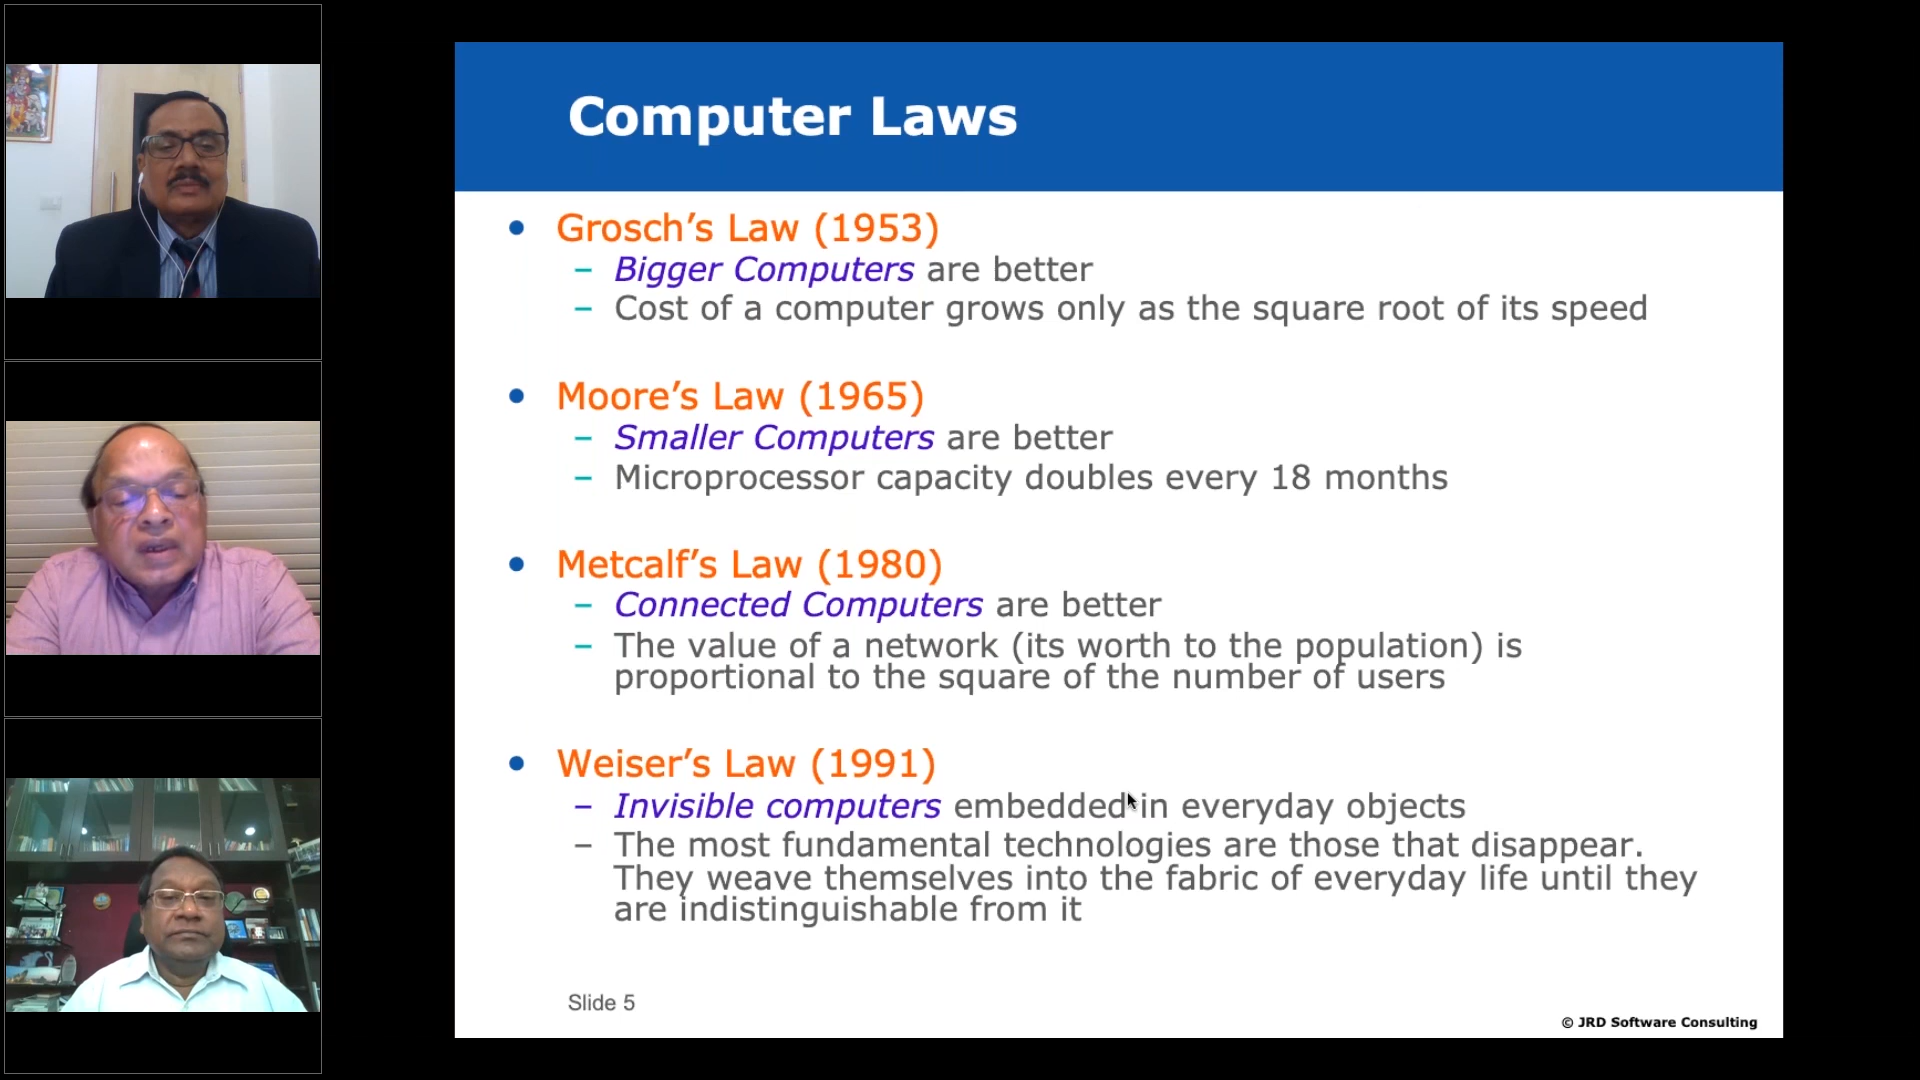 Computer Laws
• Grosch’s Law (1953)
– Bigger Computers are better
– Cost of a computer grows only as the square root of its speed
• Moore’s Law (1965)
– Smaller Computers are better
– Microprocessor capacity doubles every 18 months
• Metcalf’s Law (1980)
– Connected Computers are better
– The value of a network (its worth to the population) is
proportional to the square of the number of users
• Weiser’s Law (1991)
– Invisible computers embedded in everyday objects
– The most fundamental technologies are those that disappear.
They weave themselves into the fabric of everyday life until they
are indistinguishable from it
Slide 5
© JRD Software Consulting